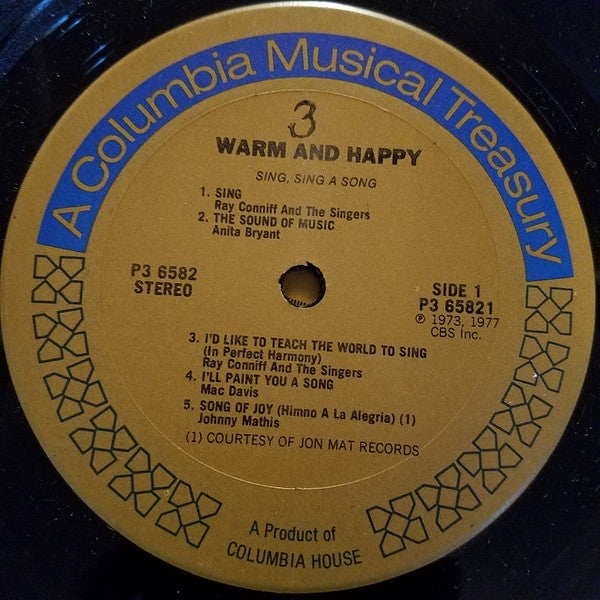 A Columbia Musical Treasury
3
WARM AND HAPPY
SING, SING A SONG
1. SING
Ray Conniff And The Singers
2. THE SOUND OF MUSIC
Anita Bryant
P3 6582
STEREO
SIDE 1
P3 65821
℗ 1973, 1977
CBS Inc.
3. I'D LIKE TO TEACH THE WORLD TO SING
(In Perfect Harmony)
Ray Conniff And The Singers
4. I'LL PAINT YOU A SONG
Mac Davis
5. SONG OF JOY (Himno A La Alegria) (1)
Johnny Mathis
(1) COURTESY OF JON MAT RECORDS
A Product of
COLUMBIA HOUSE